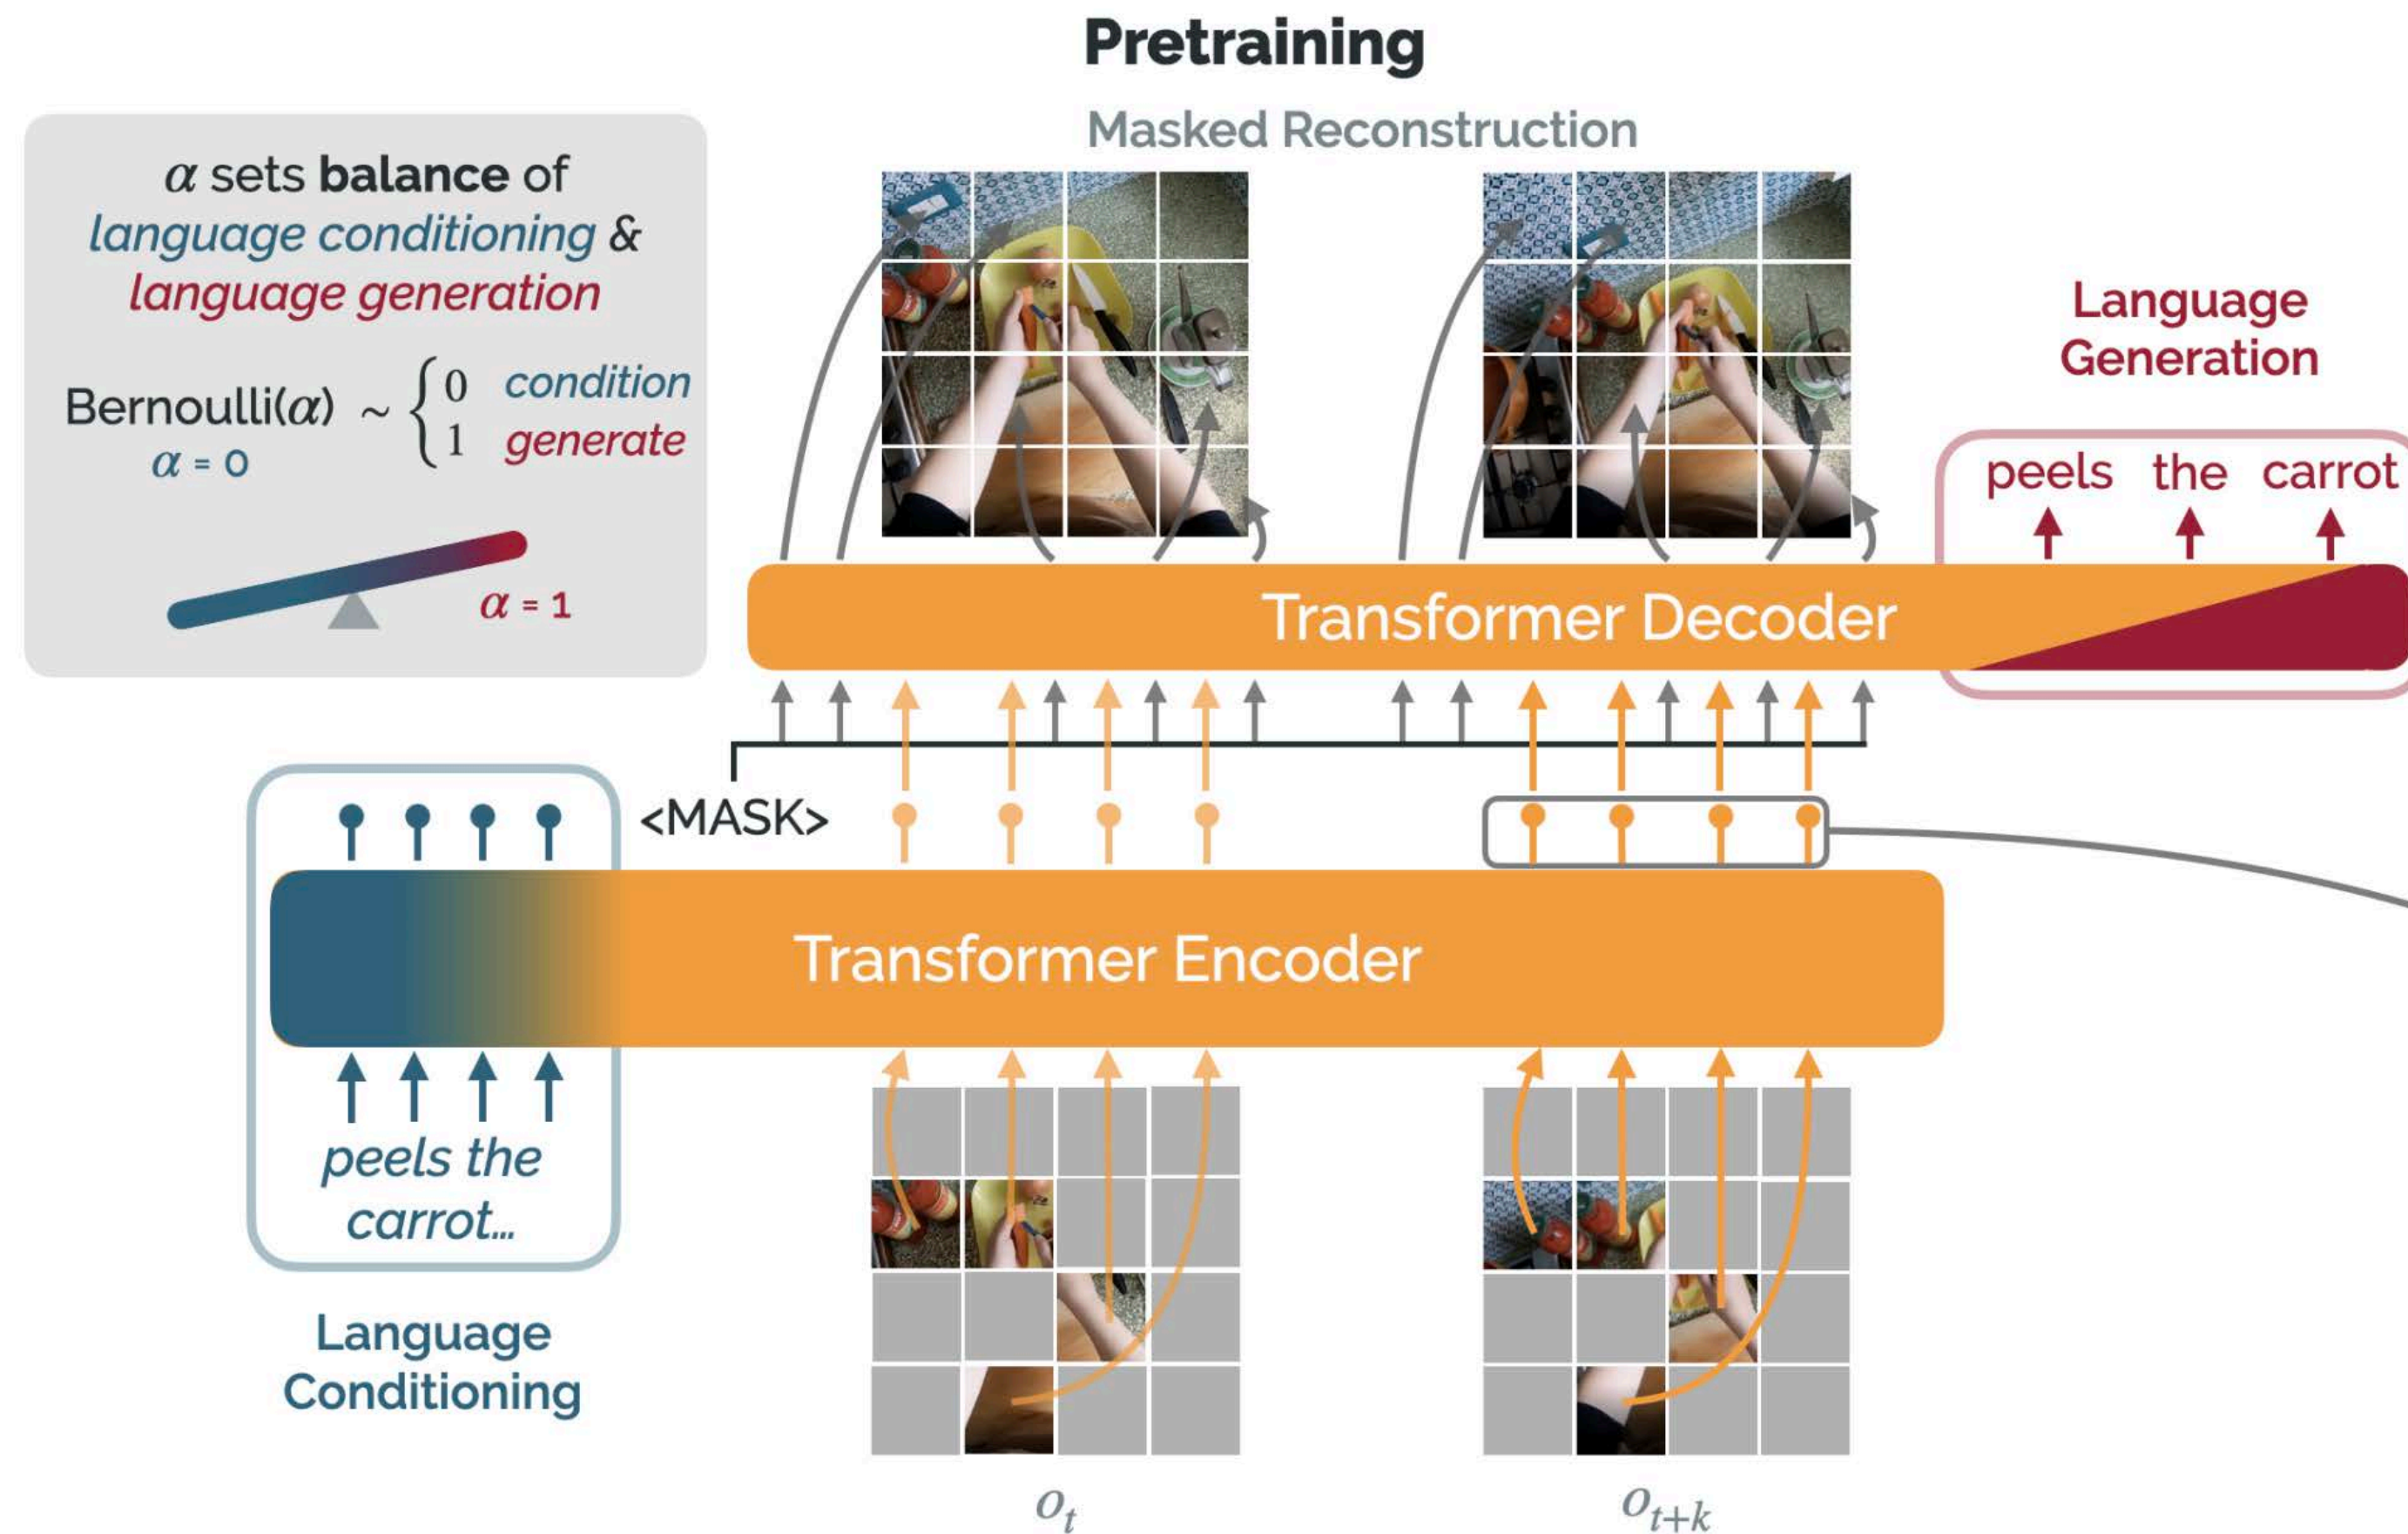 Pretraining
Masked Reconstruction
α sets balance of
language conditioning &
language generation
Bernoulli(α) ~ { 0 condition
1 generate
α = 0
α = 1
Language
Generation
peels the carrot
Transformer Decoder
<MASK>
Transformer Encoder
peels the
carrot...
Language
Conditioning
o_t
o_{t+k}